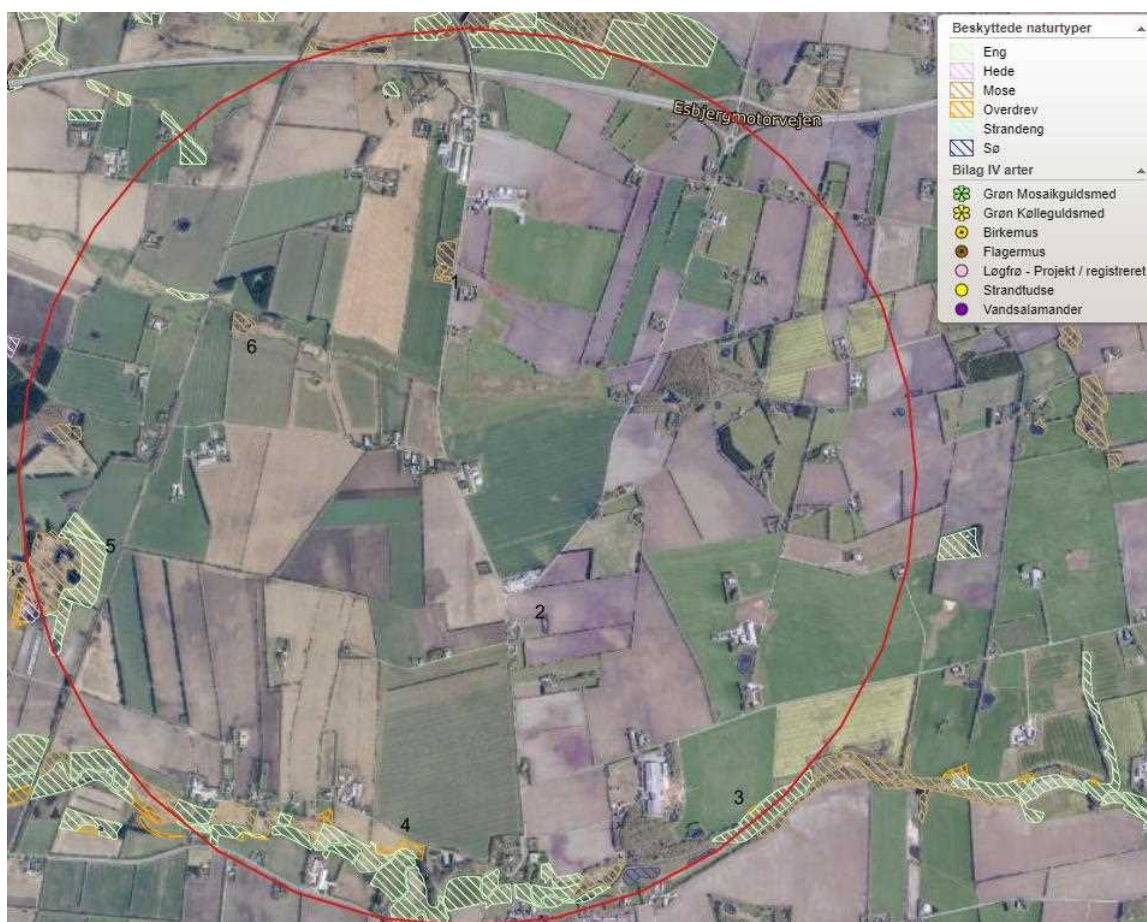 Esbjergmotorvejen
Beskyttede naturtyper
Eng
Hede
Mose
Overdrev
Strandeng
Sø
Bilag IV arter
Grøn Mosaikguldsmed
Grøn Kølleguldsmed
Birkemus
Flagermus
Løgfrø - Projekt / registreret
Strandtudse
Vandsalamander
1
6
5
2
3
4